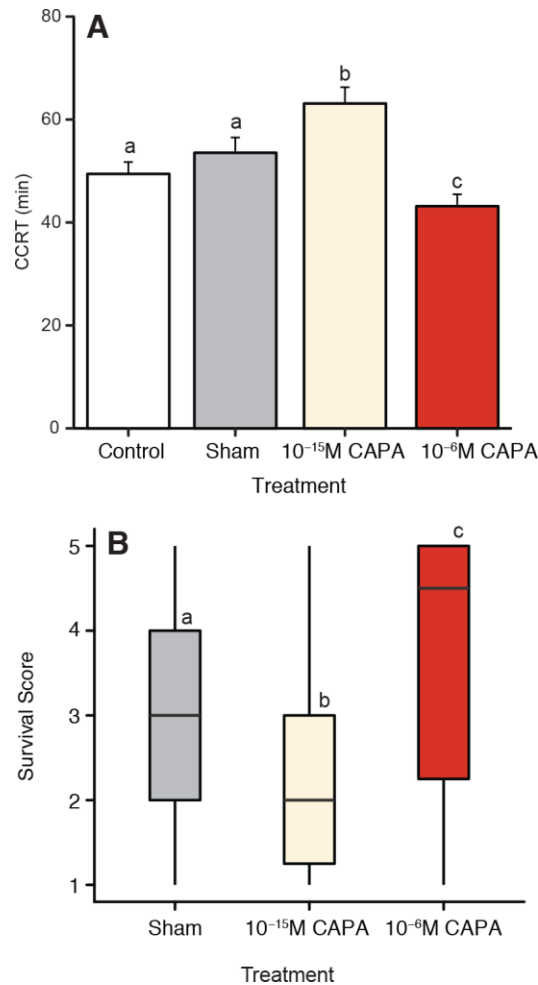 A
80
60
40
20
0
CCRT (min)
a
a
b
c
Control Sham 10⁻¹⁵M CAPA 10⁻⁶M CAPA
Treatment
B
5
4
3
2
1
Survival Score
a
b
c
Sham 10⁻¹⁵M CAPA 10⁻⁶M CAPA
Treatment